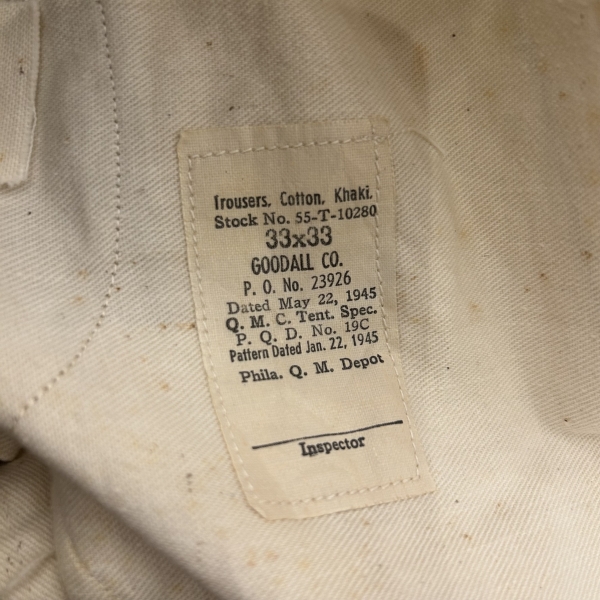 Trousers, Cotton, Khaki.
Stock No. 55-T-10280
33x33
GOODALL CO.
P. O. No. 23926
Dated May 22, 1945
Q. M. C. Tent. Spec.
P. Q. D. No. 19C
Pattern Dated Jan. 22, 1945
Phila. Q. M. Depot
Inspector